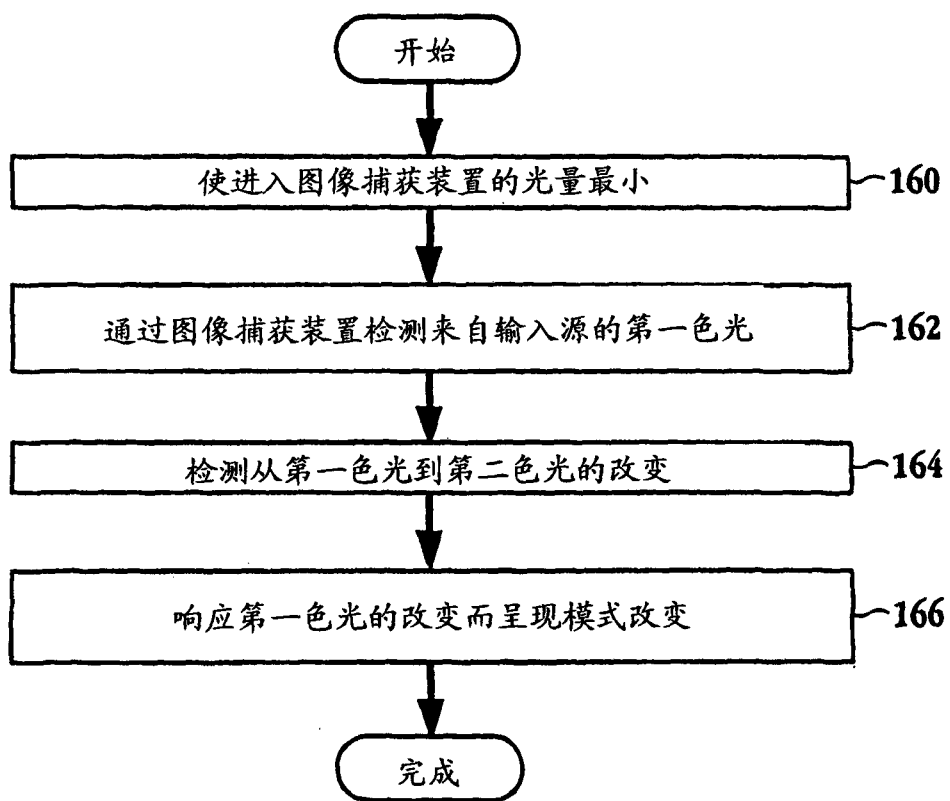 开始
使进入图像捕获装置的光量最小
160
通过图像捕获装置检测来自输入源的第一色光
162
检测从第一色光到第二色光的改变
164
响应第一色光的改变而呈现模式改变
166
完成